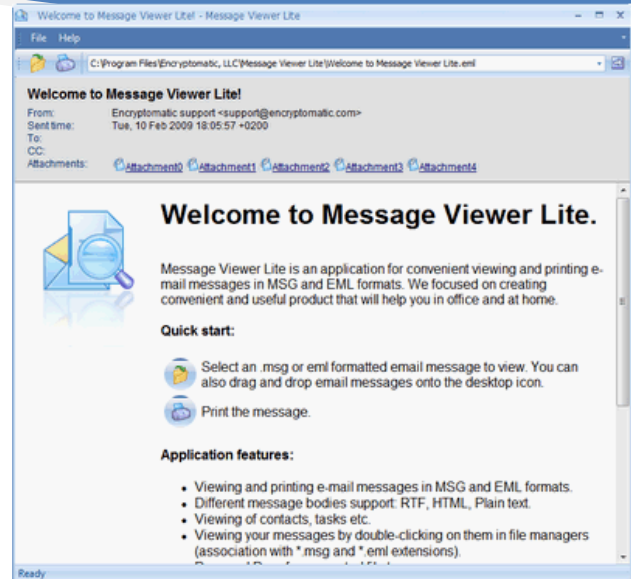 Welcome to Message Viewer Lite! - Message Viewer Lite
File Help
C:\Program Files\Encryptomatic, LLC\Message Viewer Lite\Welcome to Message Viewer Lite.eml
Welcome to Message Viewer Lite!
From: Encryptomatic support <support@encryptomatic.com>
Sent time: Tue, 10 Feb 2009 18:05:57 +0200
To:
CC:
Attachments: Attachment0 Attachment1 Attachment2 Attachment3 Attachment4
Welcome to Message Viewer Lite.
Message Viewer Lite is an application for convenient viewing and printing e-
mail messages in MSG and EML formats. We focused on creating
convenient and useful product that will help you in office and at home.
Quick start:
Select an .msg or eml formatted email message to view. You can
also drag and drop email messages onto the desktop icon.
Print the message.
Application features:
• Viewing and printing e-mail messages in MSG and EML formats.
• Different message bodies support: RTF, HTML, Plain text.
• Viewing of contacts, tasks etc.
• Viewing your messages by double-clicking on them in file managers
(association with *.msg and *.eml extensions).
Ready